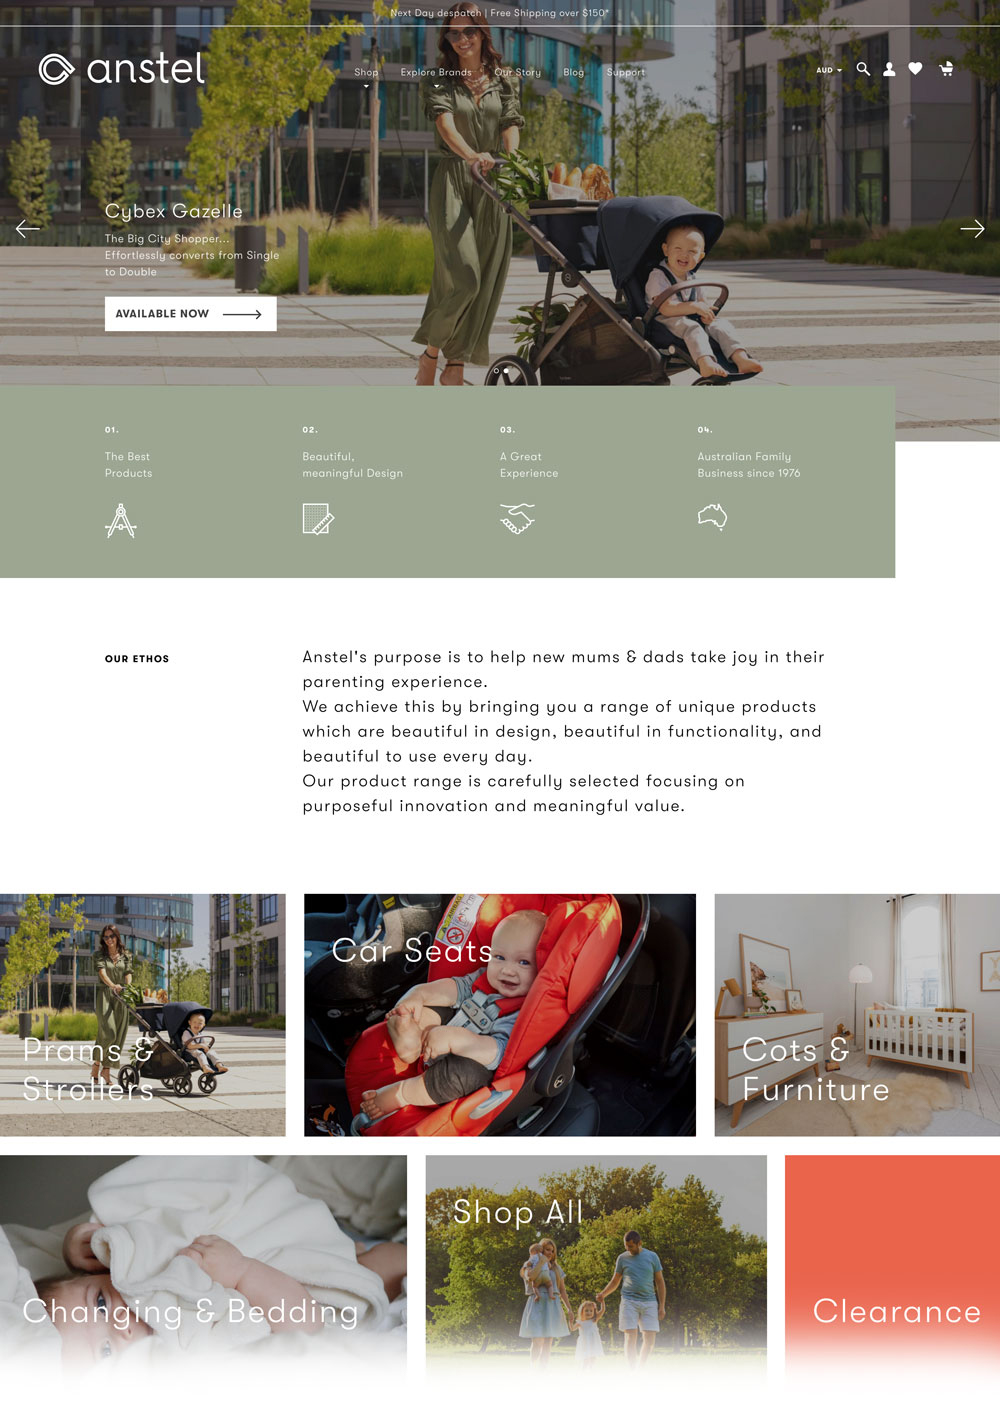 Next Day despatch | Free Shipping over $150*
anstel
Shop
Explore Brands
Our Story
Blog
Support
AUD
Cybex Gazelle
The Big City Shopper...
Effortlessly converts from Single
to Double
AVAILABLE NOW
01.
The Best
Products
02.
Beautiful,
meaningful Design
03.
A Great
Experience
04.
Australian Family
Business since 1976
OUR ETHOS
Anstel's purpose is to help new mums & dads take joy in their
parenting experience.
We achieve this by bringing you a range of unique products
which are beautiful in design, beautiful in functionality, and
beautiful to use every day.
Our product range is carefully selected focusing on
purposeful innovation and meaningful value.
Prams &
Strollers
Car Seats
AIRBAG
Cots &
Furniture
Changing & Bedding
Shop All
Clearance